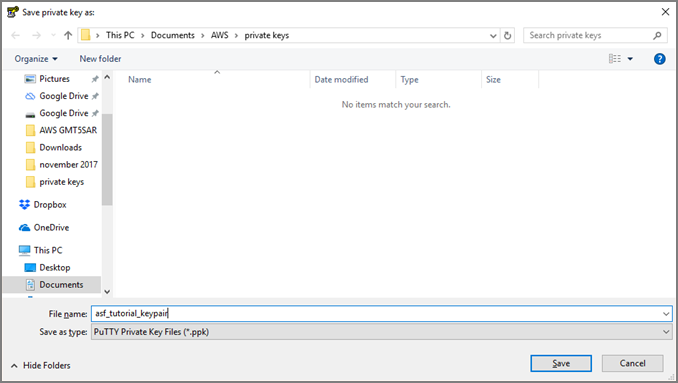 Save private key as:
This PC > Documents > AWS > private keys
Search private keys
Organize
New folder
Name
Date modified
Type
Size
No items match your search.
Pictures
Google Drive
Google Drive
AWS GMT5SAR
Downloads
november 2017
private keys
Dropbox
OneDrive
This PC
Desktop
Documents
File name: asf_tutorial_keypair
Save as type: PuTTY Private Key Files (*.ppk)
Hide Folders
Save
Cancel